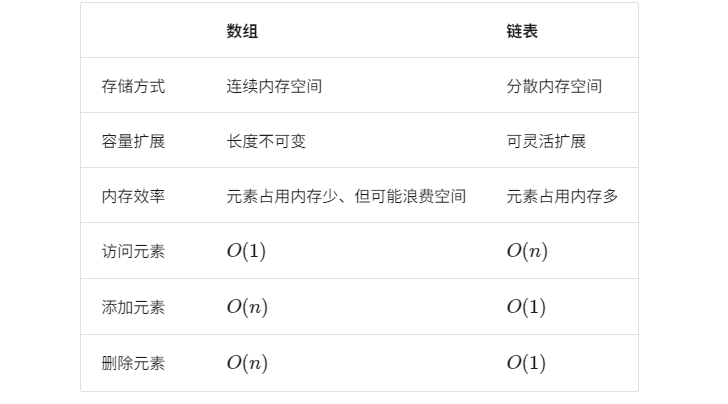 数组 链表
存储方式 连续内存空间 分散内存空间
容量扩展 长度不可变 可灵活扩展
内存效率 元素占用内存少、但可能浪费空间 元素占用内存多
访问元素 O(1) O(n)
添加元素 O(n) O(1)
删除元素 O(n) O(1)